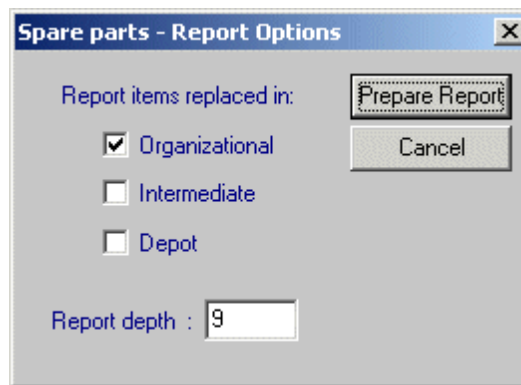 Spare parts - Report Options
Report items replaced in:
Prepare Report
Organizational
Cancel
Intermediate
Depot
Report depth : 9